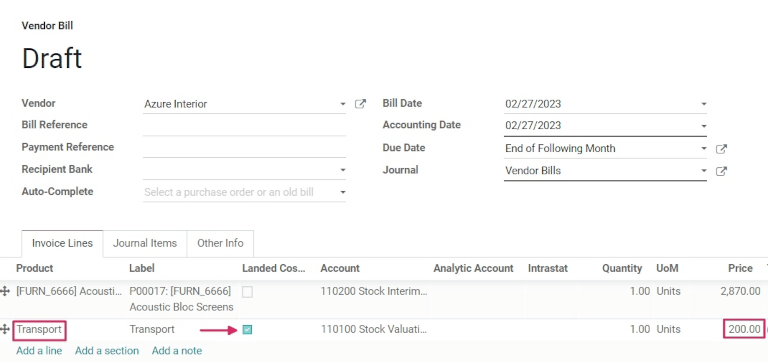 Vendor Bill
Draft
Vendor Azure Interior Bill Date 02/27/2023
Bill Reference Accounting Date 02/27/2023
Payment Reference Due Date End of Following Month
Recipient Bank Journal Vendor Bills
Auto-Complete Select a purchase order or an old bill
Invoice Lines Journal Items Other Info
Product Label Landed Cos... Account Analytic Account Intrastat Quantity UoM Price
[FURN_6666] Acousti... P00017: [FURN_6666] 110200 Stock Interim... 1.00 Units 2,870.00
Acoustic Bloc Screens
Transport Transport 110100 Stock Valuati... 1.00 Units 200.00
Add a line Add a section Add a note